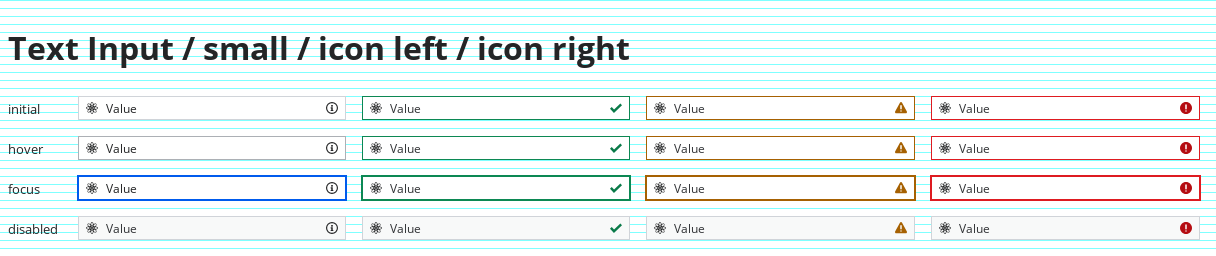 Text Input / small / icon left / icon right
initial Value Value Value Value
hover Value Value Value Value
focus Value Value Value Value
disabled Value Value Value Value